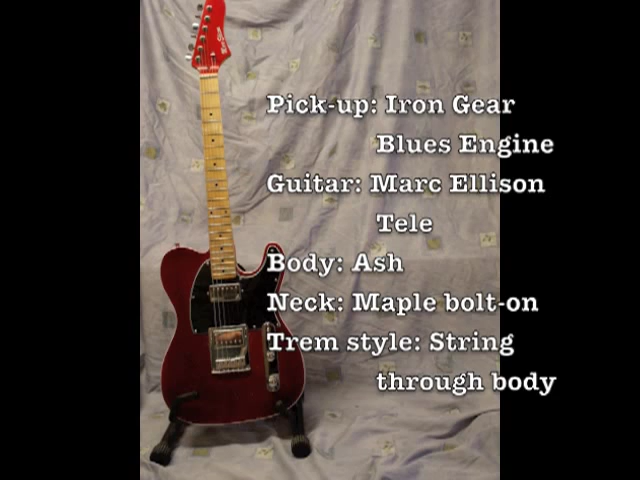 Pick-up: Iron Gear
Blues Engine
Guitar: Marc Ellison
Tele
Body: Ash
Neck: Maple bolt-on
Trem style: String
through body